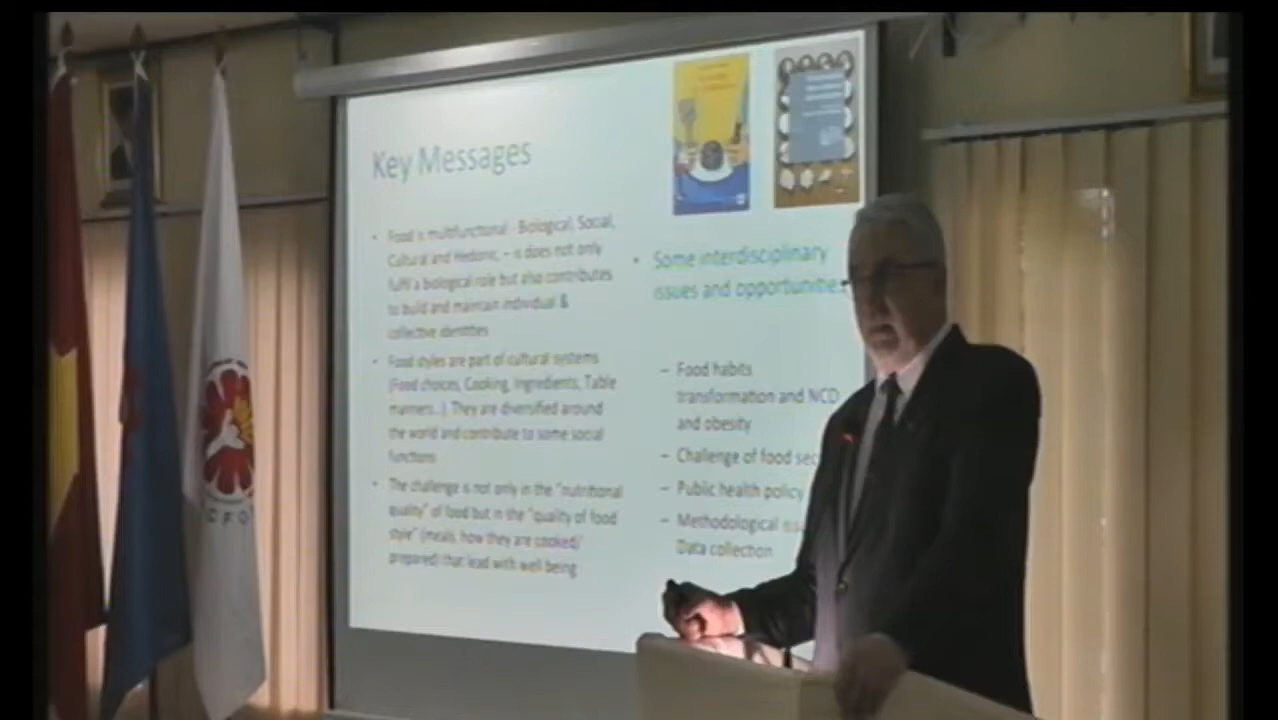 Key Messages
• Food is multifunctional : Biological, Social,
Cultural and Hedonic, – is does not only
fulfil a biological role but also contributes
to build and maintain individual &
collective identities
• Food styles are part of cultural systems
(Food choices, Cooking, Ingredients, Table
manners...). They are diversified around
the world and contribute to some social
functions
• The challenge is not only in the "nutritional
quality" of food but in the "quality of food
style" (meals, how they are cooked/
prepared) that lead with well being
• Some interdisciplinary
issues and opportunities
– Food habits
transformation and NCD
and obesity
– Challenge of food sec
– Public health policy
– Methodological
Data collection